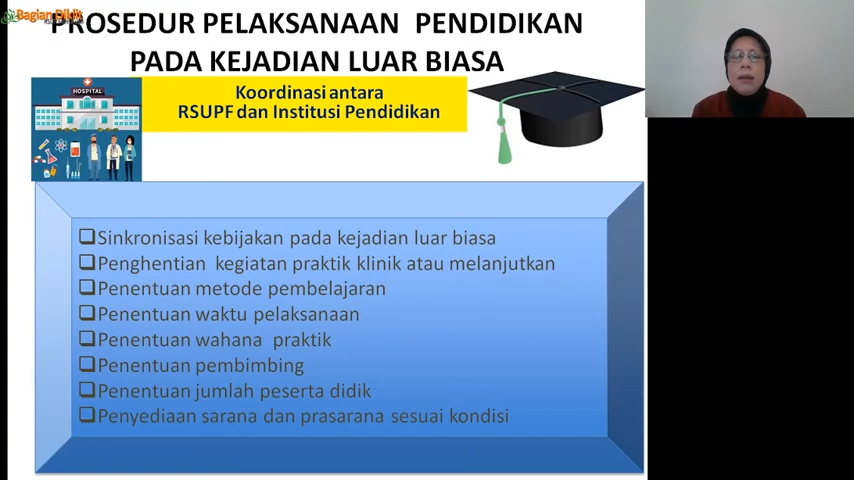 Bagian Diklit
PROSEDUR PELAKSANAAN PENDIDIKAN
PADA KEJADIAN LUAR BIASA
Koordinasi antara
RSUPF dan Institusi Pendidikan
HOSPITAL
Sinkronisasi kebijakan pada kejadian luar biasa
Penghentian kegiatan praktik klinik atau melanjutkan
Penentuan metode pembelajaran
Penentuan waktu pelaksanaan
Penentuan wahana praktik
Penentuan pembimbing
Penentuan jumlah peserta didik
Penyediaan sarana dan prasarana sesuai kondisi